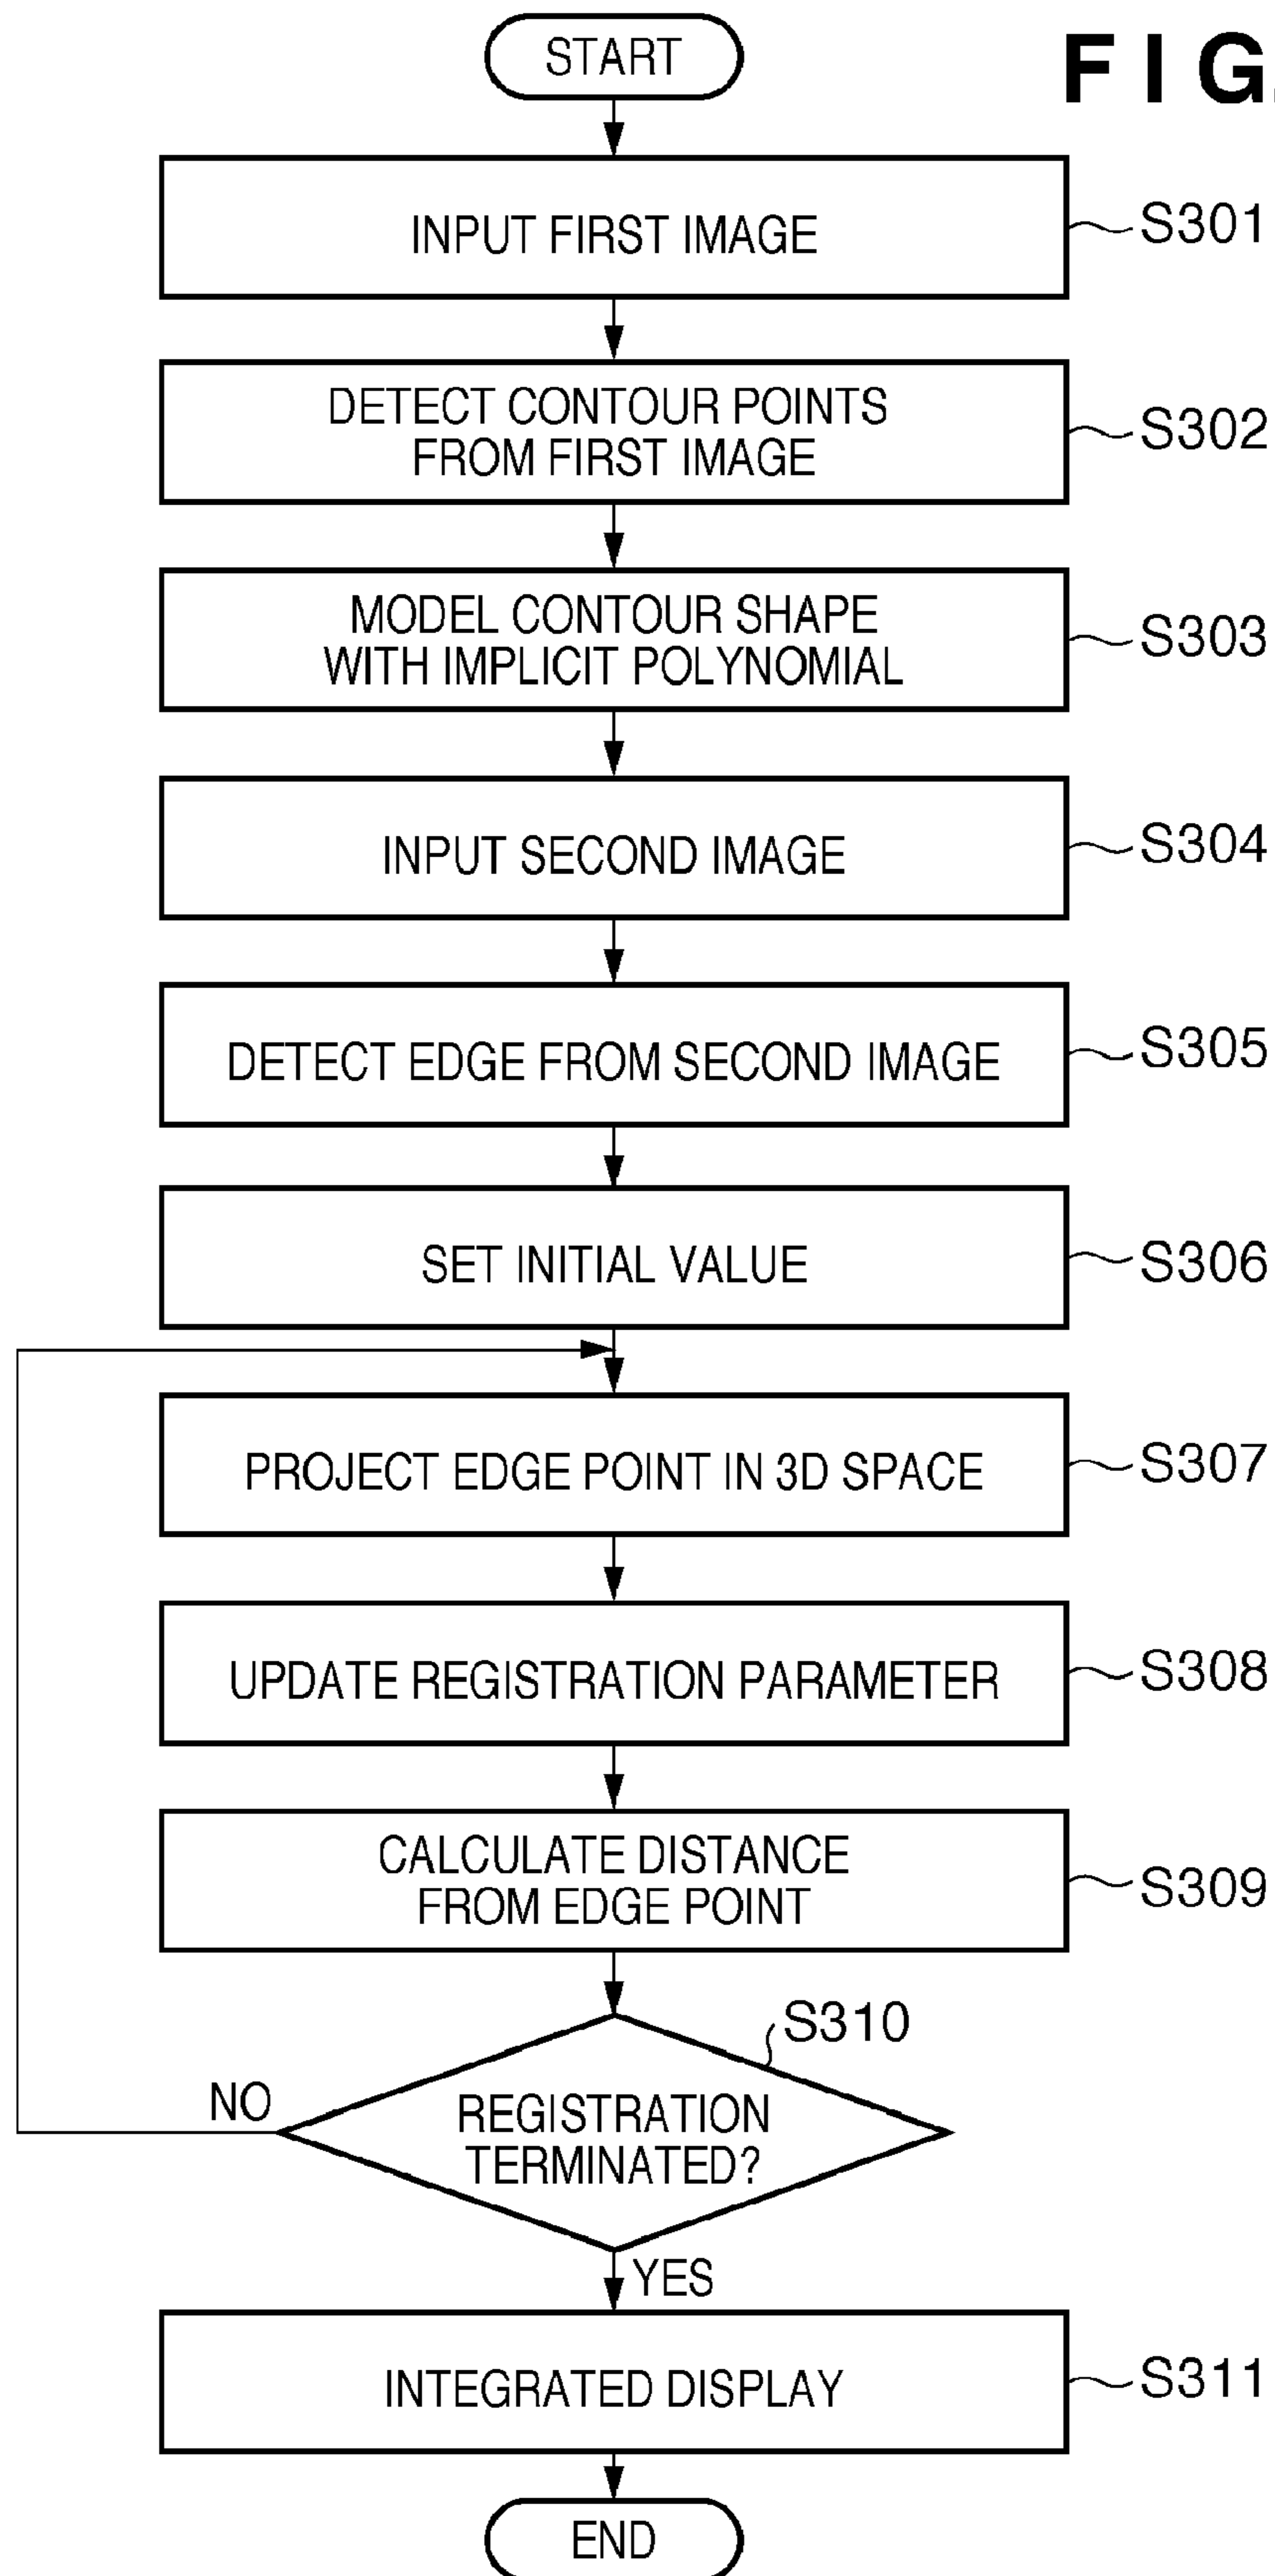 START
FIG.
INPUT FIRST IMAGE
S301
DETECT CONTOUR POINTS
FROM FIRST IMAGE
S302
MODEL CONTOUR SHAPE
WITH IMPLICIT POLYNOMIAL
S303
INPUT SECOND IMAGE
S304
DETECT EDGE FROM SECOND IMAGE
S305
SET INITIAL VALUE
S306
PROJECT EDGE POINT IN 3D SPACE
S307
UPDATE REGISTRATION PARAMETER
S308
CALCULATE DISTANCE
FROM EDGE POINT
S309
S310
NO
REGISTRATION
TERMINATED?
YES
INTEGRATED DISPLAY
S311
END